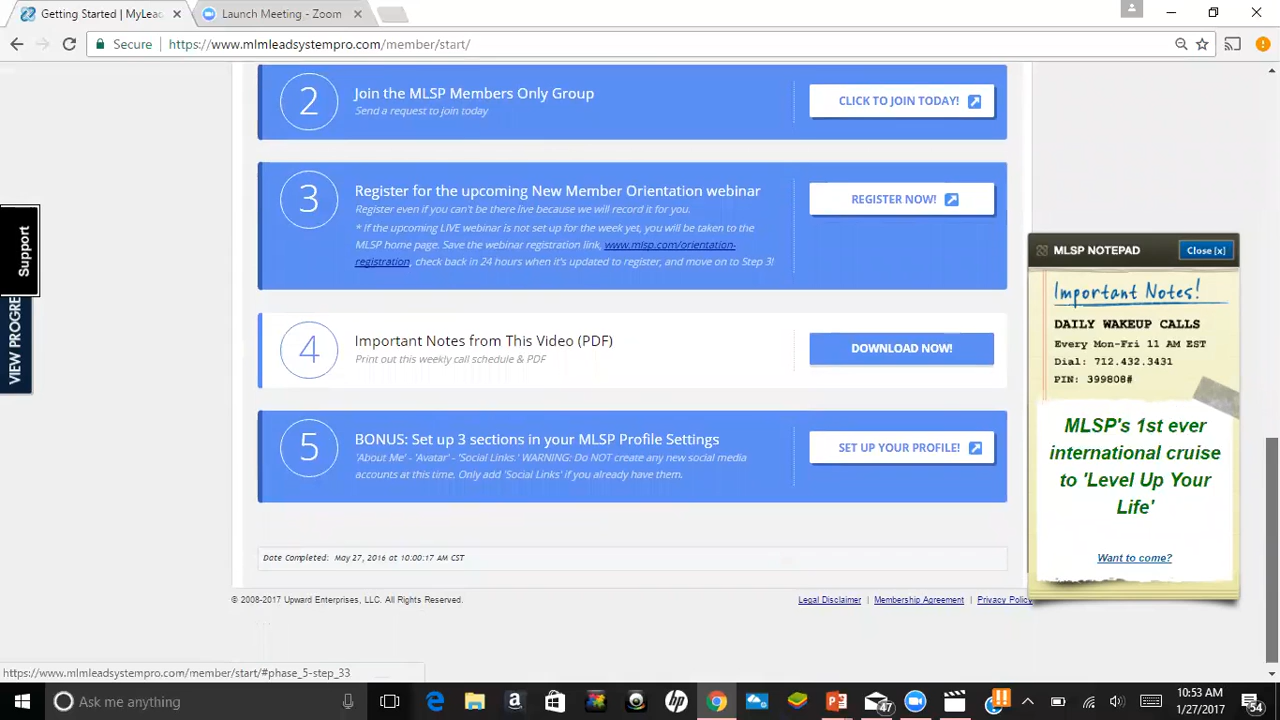 Getting Started | MyLea
Launch Meeting - Zoom
Secure
https://www.mlmleadsystempro.com/member/start/
2
Join the MLSP Members Only Group
Send a request to join today
CLICK TO JOIN TODAY!
3
Register for the upcoming New Member Orientation webinar
Register even if you can't be there live because we will record it for you.
* If the upcoming LIVE webinar is not set up for the week yet, you will be taken to the
MLSP home page. Save the webinar registration link, www.mlsp.com/orientation-
registration, check back in 24 hours when it's updated to register, and move on to Step 3!
REGISTER NOW!
4
Important Notes from This Video (PDF)
Print out this weekly call schedule & PDF
DOWNLOAD NOW!
5
BONUS: Set up 3 sections in your MLSP Profile Settings
'About Me' - 'Avatar' - 'Social Links.' WARNING: Do NOT create any new social media
accounts at this time. Only add 'Social Links' if you already have them.
SET UP YOUR PROFILE!
Date Completed: May 27, 2016 at 10:00:17 AM CST
© 2008-2017 Upward Enterprises, LLC. All Rights Reserved.
Legal Disclaimer | Membership Agreement | Privacy Policy
Support
VIEW PROGRE
MLSP NOTEPAD
Close [x]
Important Notes!
DAILY WAKEUP CALLS
Every Mon-Fri 11 AM EST
Dial: 712.432.3431
PIN: 399808#
MLSP's 1st ever
international cruise
to 'Level Up Your
Life'
Want to come?
https://www.mlmleadsystempro.com/member/start/#phase_5-step_33
Ask me anything
hp
47
10:53 AM
1/27/2017
54